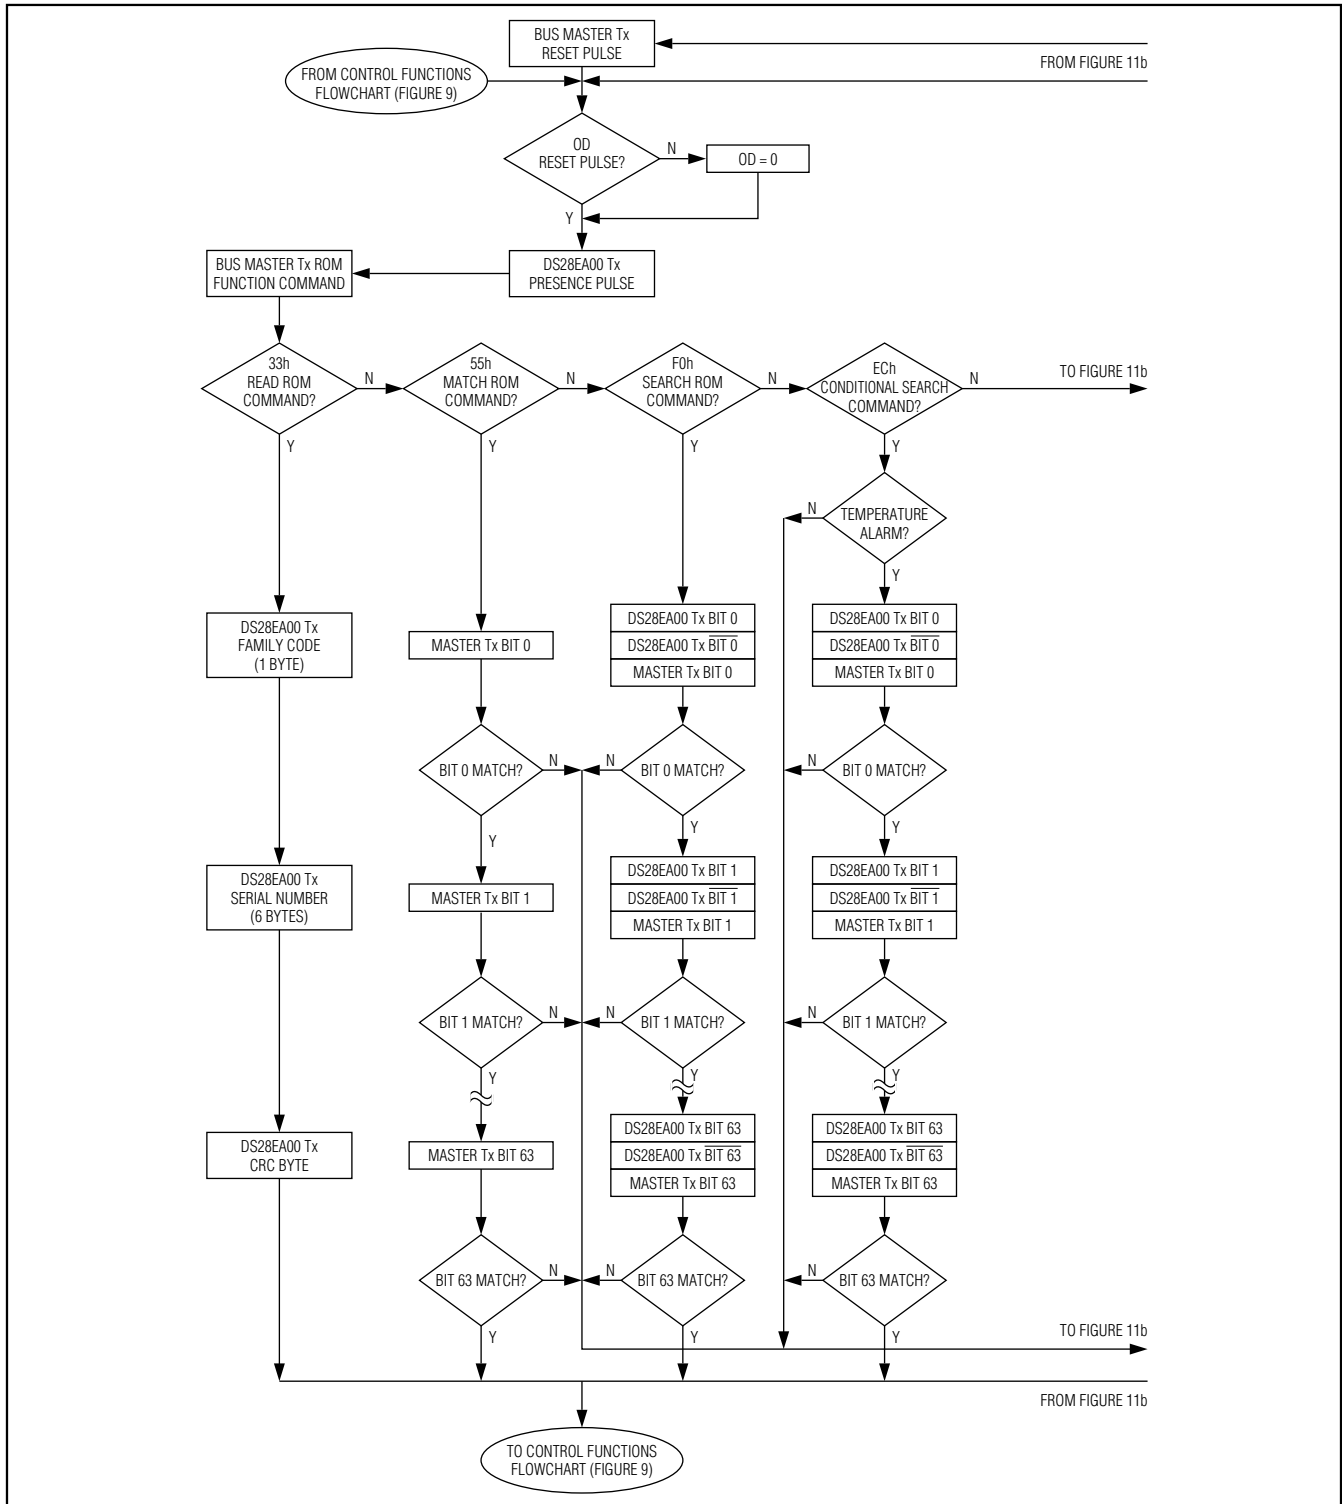 BUS MASTER Tx
RESET PULSE
FROM FIGURE 11b
FROM CONTROL FUNCTIONS
FLOWCHART (FIGURE 9)
OD
RESET PULSE?
N
OD = 0
Y
BUS MASTER Tx ROM
FUNCTION COMMAND
DS28EA00 Tx
PRESENCE PULSE
33h
READ ROM
COMMAND?
N
55h
MATCH ROM
COMMAND?
N
F0h
SEARCH ROM
COMMAND?
N
ECh
CONDITIONAL SEARCH
COMMAND?
N
TO FIGURE 11b
Y
Y
Y
Y
N
TEMPERATURE
ALARM?
Y
DS28EA00 Tx
FAMILY CODE
(1 BYTE)
MASTER Tx BIT 0
DS28EA00 Tx BIT 0
DS28EA00 Tx B̅I̅T̅ ̅0̅
MASTER Tx BIT 0
DS28EA00 Tx BIT 0
DS28EA00 Tx B̅I̅T̅ ̅0̅
MASTER Tx BIT 0
BIT 0 MATCH?
N
N
BIT 0 MATCH?
N
BIT 0 MATCH?
Y
Y
Y
DS28EA00 Tx
SERIAL NUMBER
(6 BYTES)
MASTER Tx BIT 1
DS28EA00 Tx BIT 1
DS28EA00 Tx B̅I̅T̅ ̅1̅
MASTER Tx BIT 1
DS28EA00 Tx BIT 1
DS28EA00 Tx B̅I̅T̅ ̅1̅
MASTER Tx BIT 1
BIT 1 MATCH?
N
N
BIT 1 MATCH?
N
BIT 1 MATCH?
Y
Y
Y
DS28EA00 Tx
CRC BYTE
MASTER Tx BIT 63
DS28EA00 Tx BIT 63
DS28EA00 Tx B̅I̅T̅ ̅6̅3̅
MASTER Tx BIT 63
DS28EA00 Tx BIT 63
DS28EA00 Tx B̅I̅T̅ ̅6̅3̅
MASTER Tx BIT 63
BIT 63 MATCH?
N
N
BIT 63 MATCH?
N
BIT 63 MATCH?
Y
Y
Y
TO FIGURE 11b
FROM FIGURE 11b
TO CONTROL FUNCTIONS
FLOWCHART (FIGURE 9)